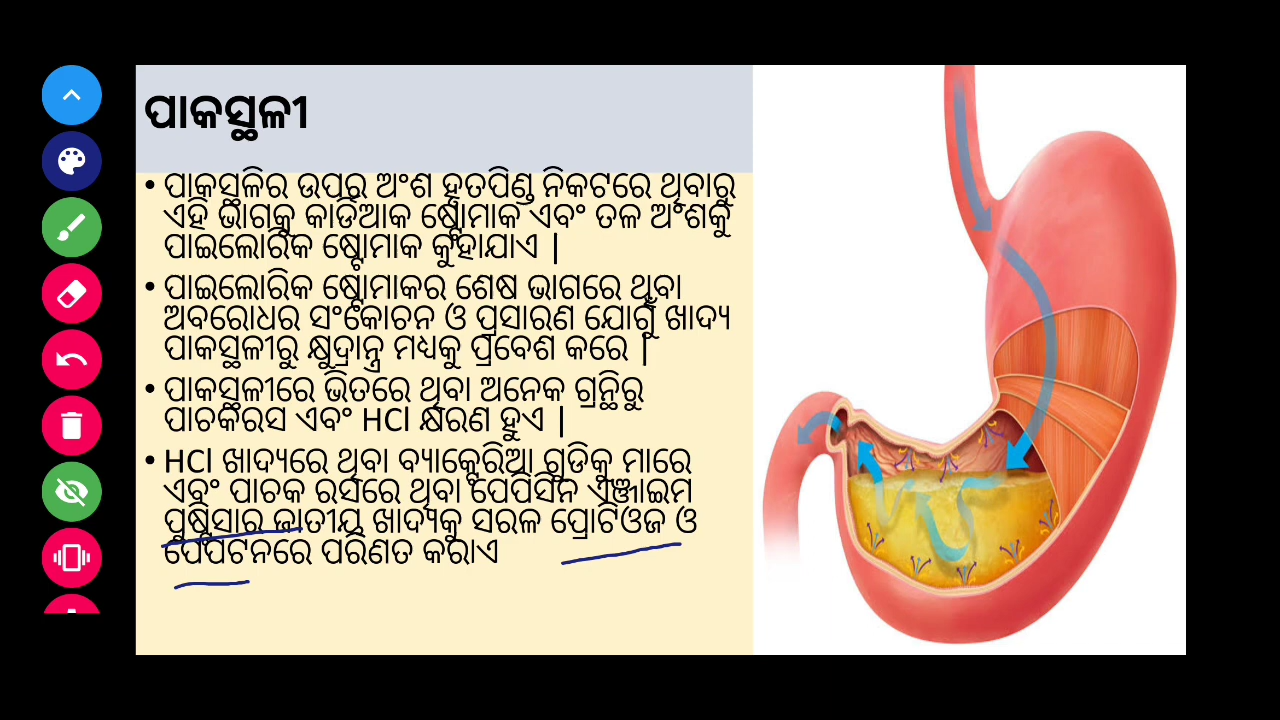 ପାକସ୍ଥଳୀ
• ପାକସ୍ଥଳିର ଉପର ଅଂଶ ହୃତପିଣ୍ଡ ନିକଟରେ ଥିବାରୁ
ଏହି ଭାଗକୁ କାଡିଆକ ଷ୍ଟୋମାକ ଏବଂ ତଳ ଅଂଶକୁ
ପାଇଲୋରିକ ଷ୍ଟୋମାକ କୁହାଯାଏ |
• ପାଇଲୋରିକ ଷ୍ଟୋମାକର ଶେଷ ଭାଗରେ ଥିବା
ଅବରୋଧର ସଂକୋଚନ ଓ ପ୍ରସାରଣ ଯୋଗୁଁ ଖାଦ୍ୟ
ପାକସ୍ଥଳୀରୁ କ୍ଷୁଦ୍ରାନ୍ତ୍ର ମଧ୍ୟକୁ ପ୍ରବେଶ କରେ |
• ପାକସ୍ଥଳୀରେ ଭିତରେ ଥିବା ଅନେକ ଗ୍ରନ୍ଥିରୁ
ପାଚକରସ ଏବଂ HCl କ୍ଷରଣ ହୁଏ |
• HCl ଖାଦ୍ୟରେ ଥିବା ବ୍ୟାକ୍ଟେରିଆ ଗୁଡିକୁ ମାରେ
ଏବଂ ପାଚକ ରସରେ ଥିବା ପେପିସିନ ଏଞ୍ଜାଇମ
ପୁଷ୍ଟିସାର ଜାତୀୟ ଖାଦ୍ୟକୁ ସରଳ ପ୍ରୋଟିଓଜ ଓ
ପେପଟନରେ ପରିଣତ କରାଏ